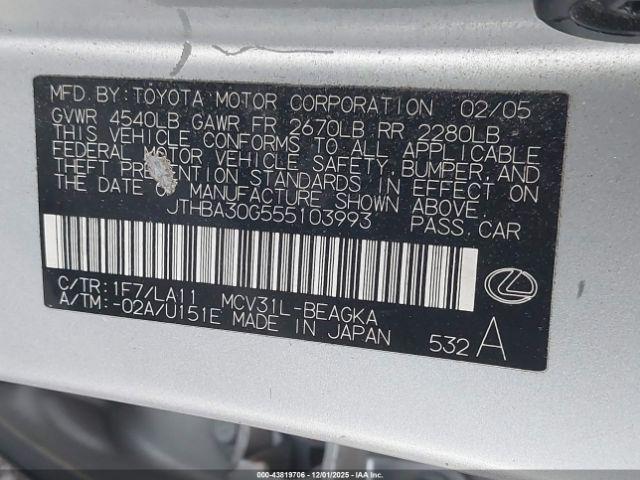 MFD. BY: TOYOTA MOTOR CORPORATION 02/05
GVWR 4540LB GAWR FR 2670LB RR 2280LB
THIS VEHICLE CONFORMS TO ALL APPLICABLE
FEDERAL MOTOR VEHICLE SAFETY, BUMPER, AND
THEFT PREVENTION STANDARDS IN EFFECT ON
THE DATE OF MANUFACTURE SHOWN ABOVE.
JTHBA30G555103993 PASS.CAR
C/TR: 1F7/LA11 MCV31L-BEAGKA
A/TM: -02A/U151E MADE IN JAPAN
532 A
000-43819706 - 12/01/2025 - IAAI.COM